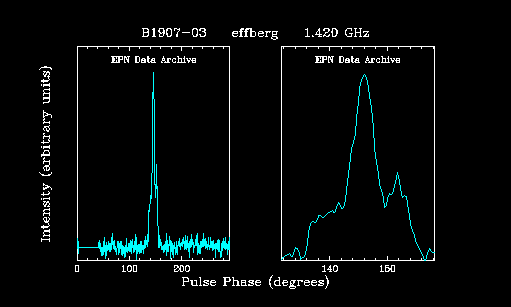 B1907-03 effberg 1.420 GHz
EPN Data Archive EPN Data Archive
Intensity (arbitrary units)
0 100 200 140 150
Pulse Phase (degrees)